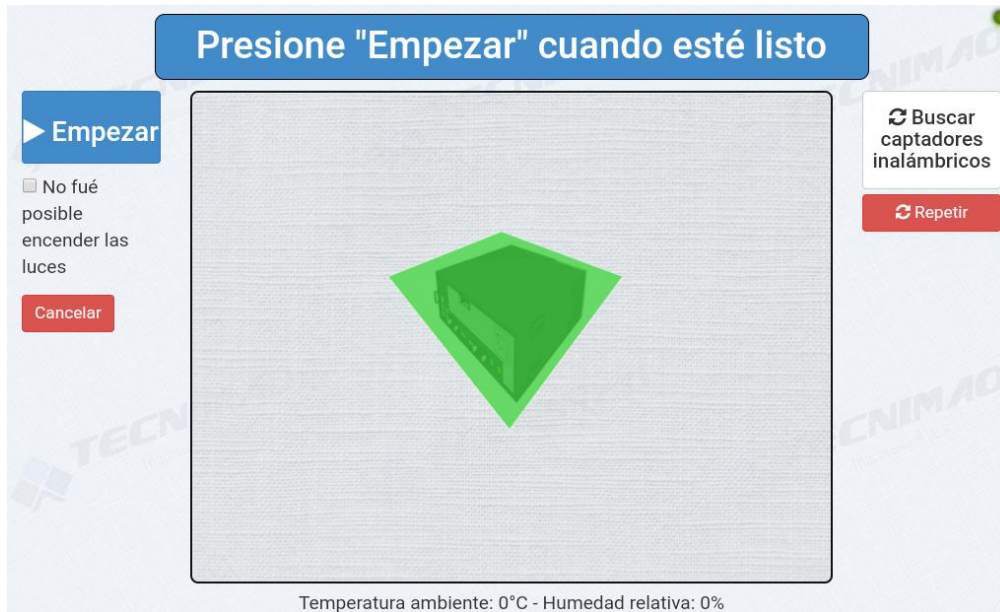 Presione "Empezar" cuando esté listo
Empezar
No fué
posible
encender las
luces
Cancelar
Buscar
captadores
inalámbricos
Repetir
TECNIMAQ
Temperatura ambiente: 0°C - Humedad relativa: 0%